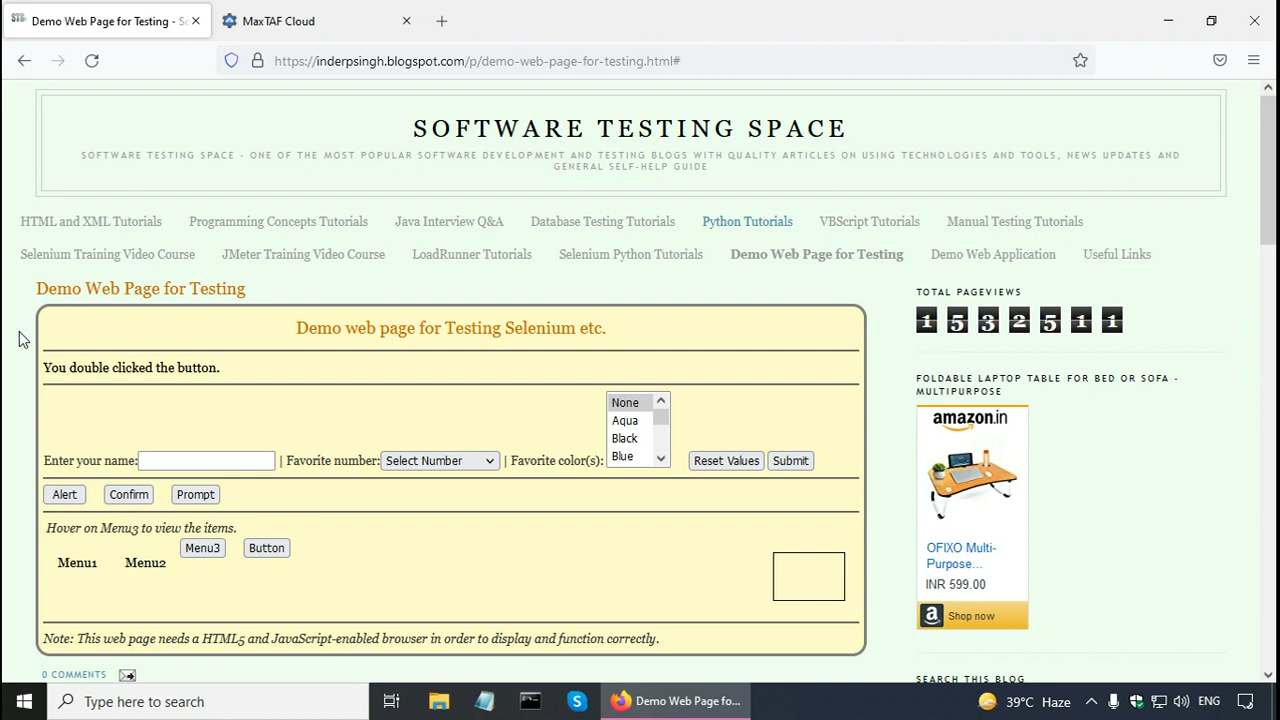 Demo Web Page for Testing - So
MaxTAF Cloud
https://inderpsingh.blogspot.com/p/demo-web-page-for-testing.html#
SOFTWARE TESTING SPACE
SOFTWARE TESTING SPACE - ONE OF THE MOST POPULAR SOFTWARE DEVELOPMENT AND TESTING BLOGS WITH QUALITY ARTICLES ON USING TECHNOLOGIES AND TOOLS, NEWS UPDATES AND
GENERAL SELF-HELP GUIDE
HTML and XML Tutorials Programming Concepts Tutorials Java Interview Q&A Database Testing Tutorials Python Tutorials VBScript Tutorials Manual Testing Tutorials
Selenium Training Video Course JMeter Training Video Course LoadRunner Tutorials Selenium Python Tutorials Demo Web Page for Testing Demo Web Application Useful Links
Demo Web Page for Testing
Demo web page for Testing Selenium etc.
You double clicked the button.
None
Aqua
Black
Blue
Enter your name: | Favorite number: Select Number | Favorite color(s): Reset Values Submit
Alert Confirm Prompt
Hover on Menu3 to view the items.
Menu1 Menu2 Menu3 Button
Note: This web page needs a HTML5 and JavaScript-enabled browser in order to display and function correctly.
0 COMMENTS
TOTAL PAGEVIEWS
1 5 3 2 5 1 1
FOLDABLE LAPTOP TABLE FOR BED OR SOFA -
MULTIPURPOSE
amazon.in
OFIXO Multi-
Purpose...
INR 599.00
Shop now
SEARCH THIS BLOG
Type here to search
Demo Web Page fo...
39°C Haze
ENG